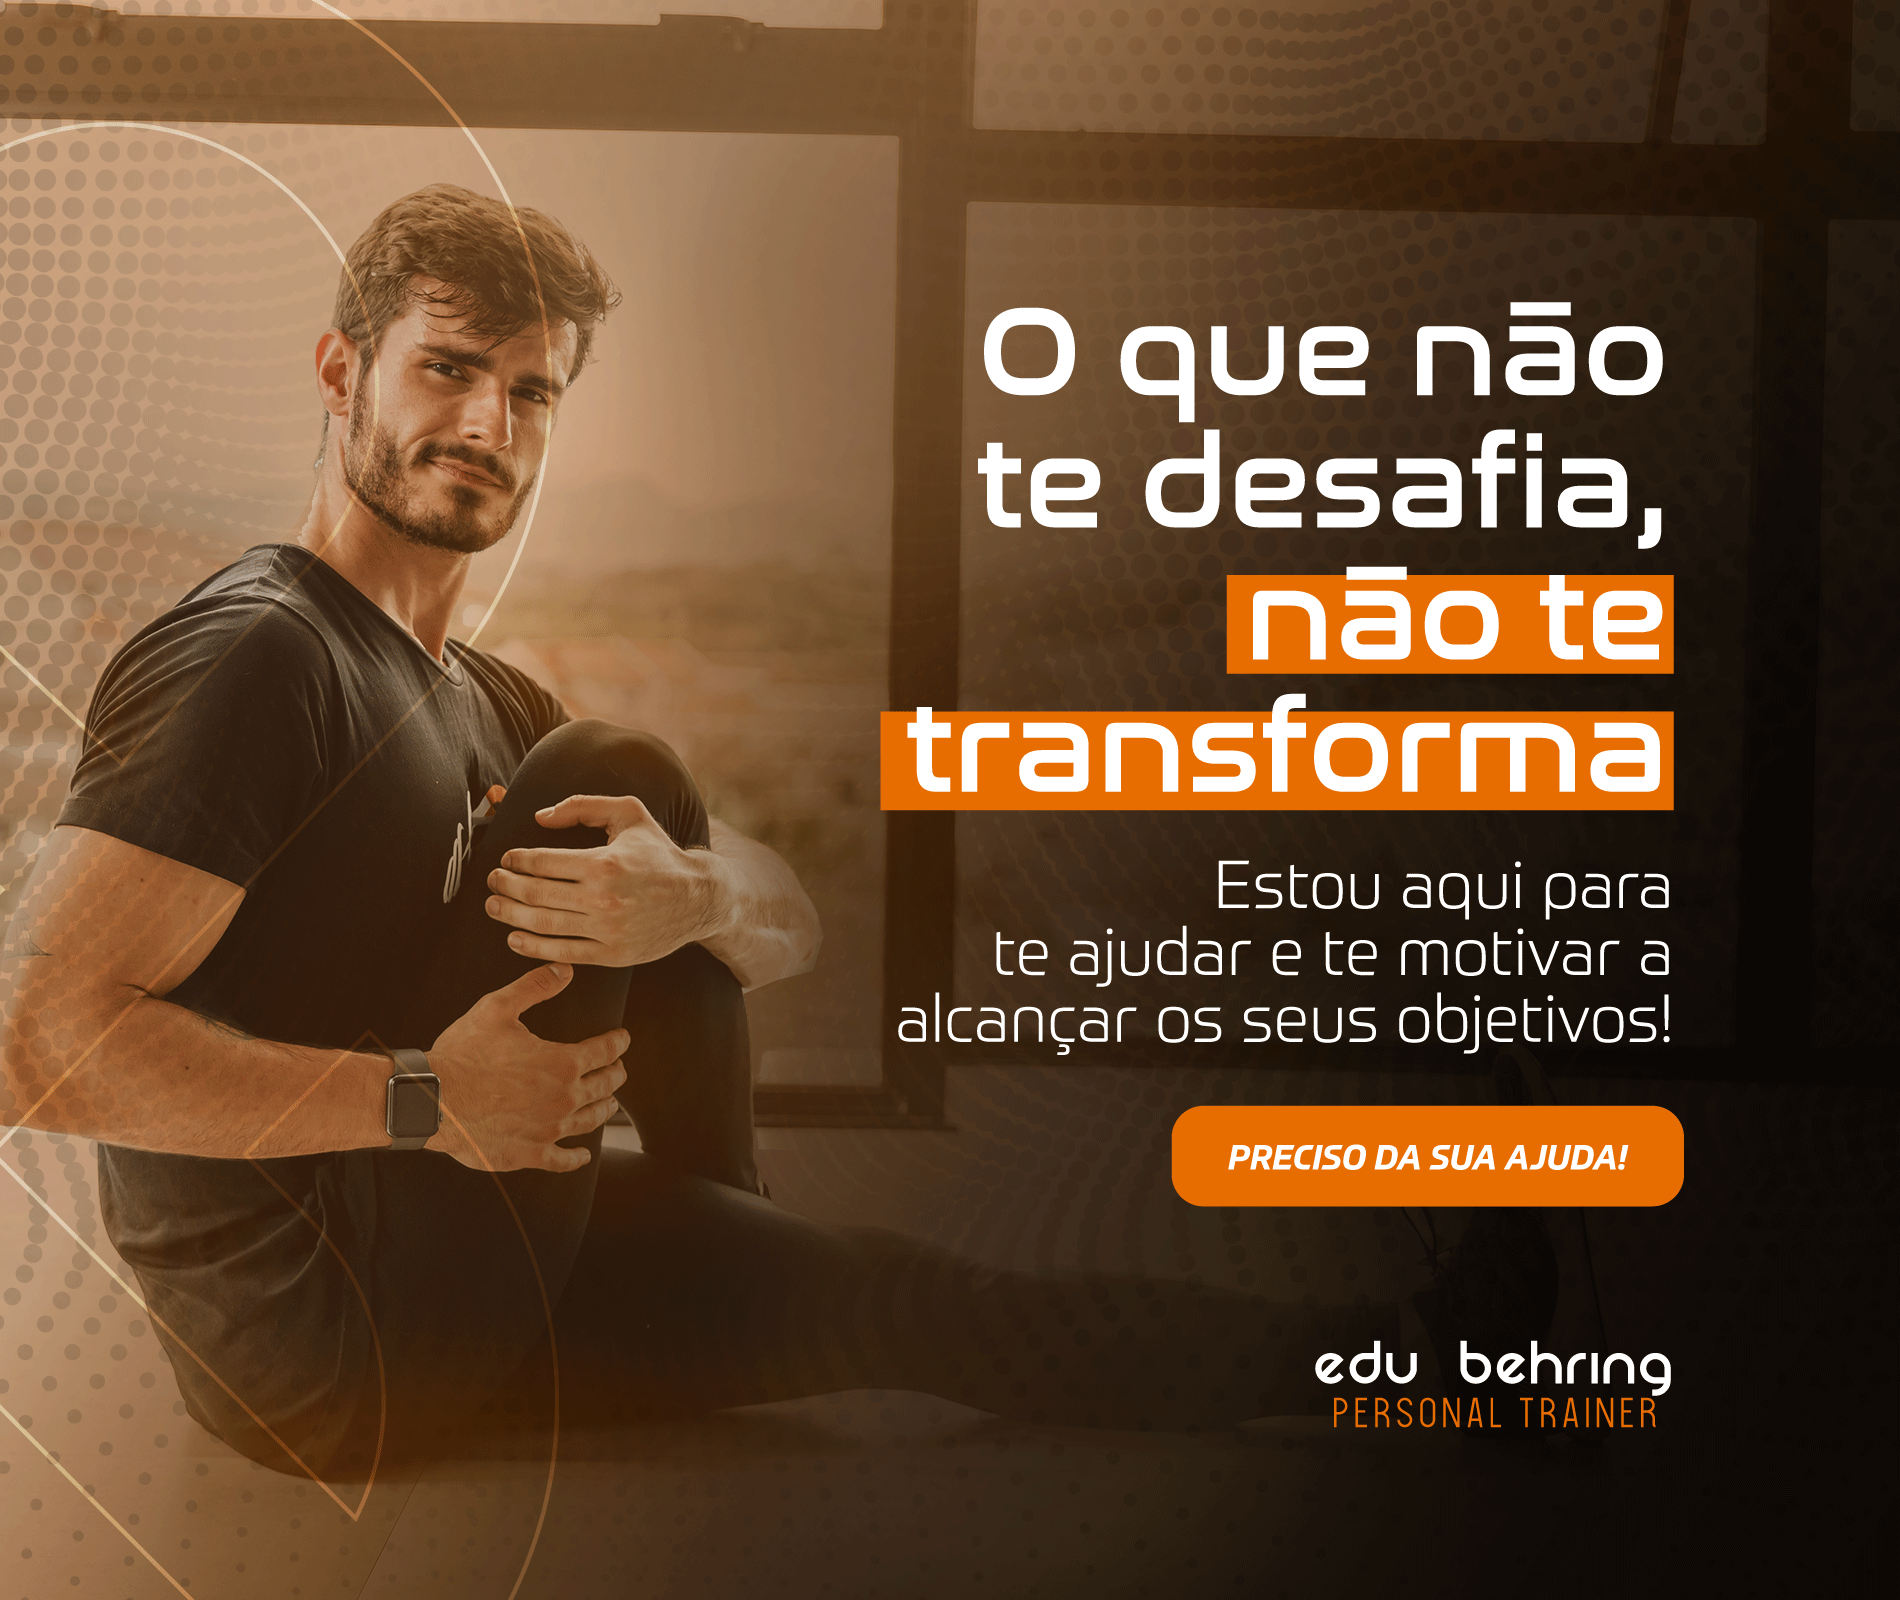 O que não
te desafia,
não te
transforma
Estou aqui para
te ajudar e te motivar a
alcançar os seus objetivos!
PRECISO DA SUA AJUDA!
edu behring
PERSONAL TRAINER